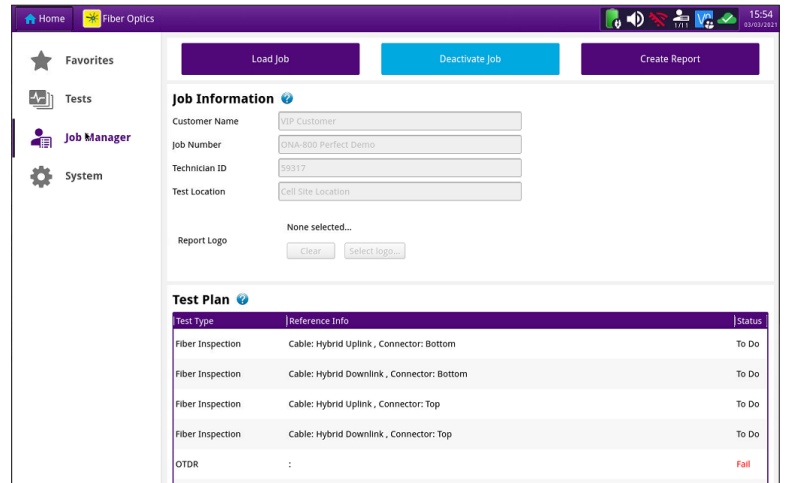 Home Fiber Optics 1/11 15:54
03/03/2021
Favorites
Tests
Job Manager
System
Load Job Deactivate Job Create Report
Job Information ?
Customer Name VIP Customer
Job Number ONA-800 Perfect Demo
Technician ID 59317
Test Location Cell Site Location
None selected...
Report Logo
Clear Select logo...
Test Plan ?
Test Type Reference Info Status
Fiber Inspection Cable: Hybrid Uplink , Connector: Bottom To Do
Fiber Inspection Cable: Hybrid Downlink , Connector: Bottom To Do
Fiber Inspection Cable: Hybrid Uplink , Connector: Top To Do
Fiber Inspection Cable: Hybrid Downlink , Connector: Top To Do
OTDR : Fail